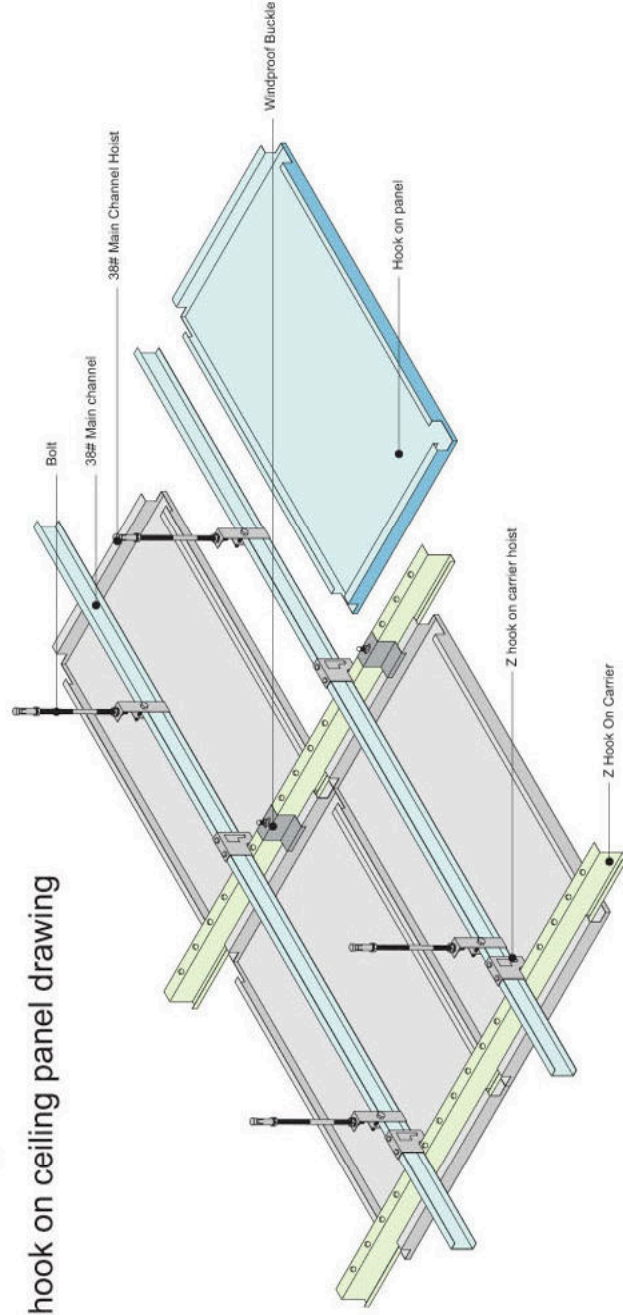 hook on ceiling panel drawing
Bolt
38# Main channel
38# Main Channel Hoist
Windproof Buckle
Hook on panel
Z hook on carrier hoist
Z Hook On Carrier